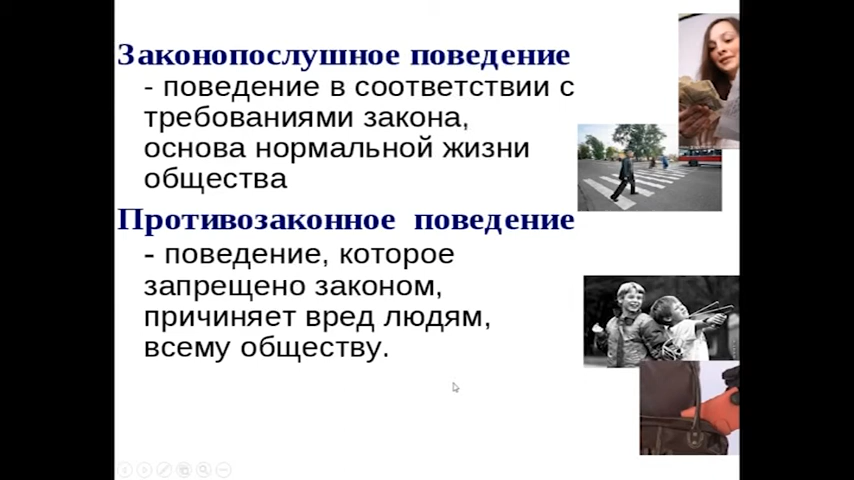 Законопослушное поведение
- поведение в соответствии с
требованиями закона,
основа нормальной жизни
общества
Противозаконное поведение
- поведение, которое
запрещено законом,
причиняет вред людям,
всему обществу.